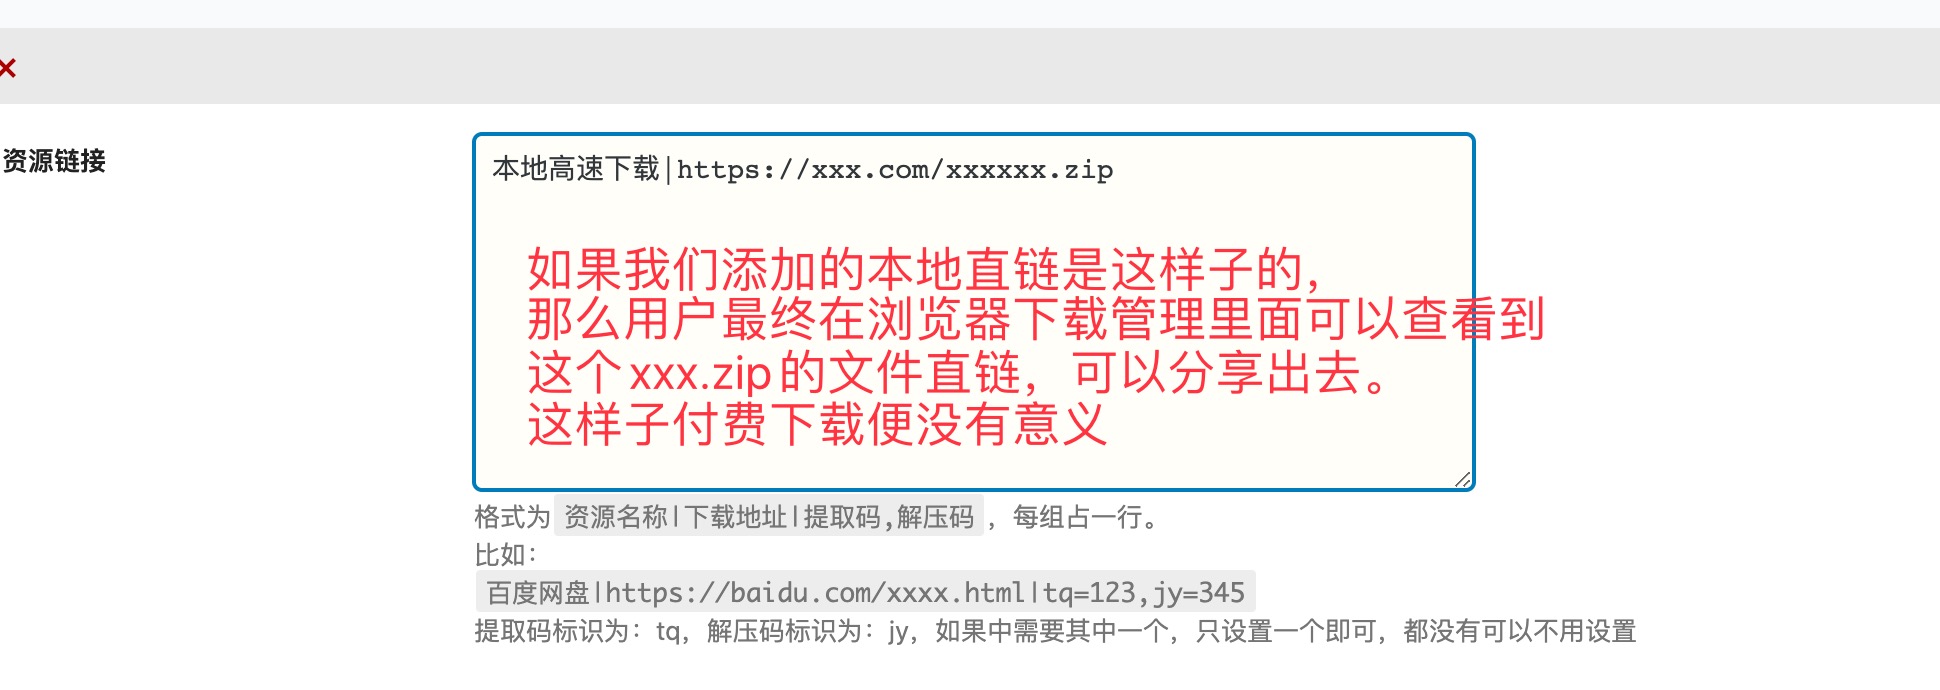 资源链接
本地高速下载|https://xxx.com/xxxxxx.zip
如果我们添加的本地直链是这样子的，
那么用户最终在浏览器下载管理里面可以查看到
这个xxx.zip的文件直链，可以分享出去。
这样子付费下载便没有意义
格式为 资源名称|下载地址|提取码,解压码 ，每组占一行。
比如：
百度网盘|https://baidu.com/xxxx.html|tq=123,jy=345
提取码标识为：tq，解压码标识为：jy，如果中需要其中一个，只设置一个即可，都没有可以不用设置